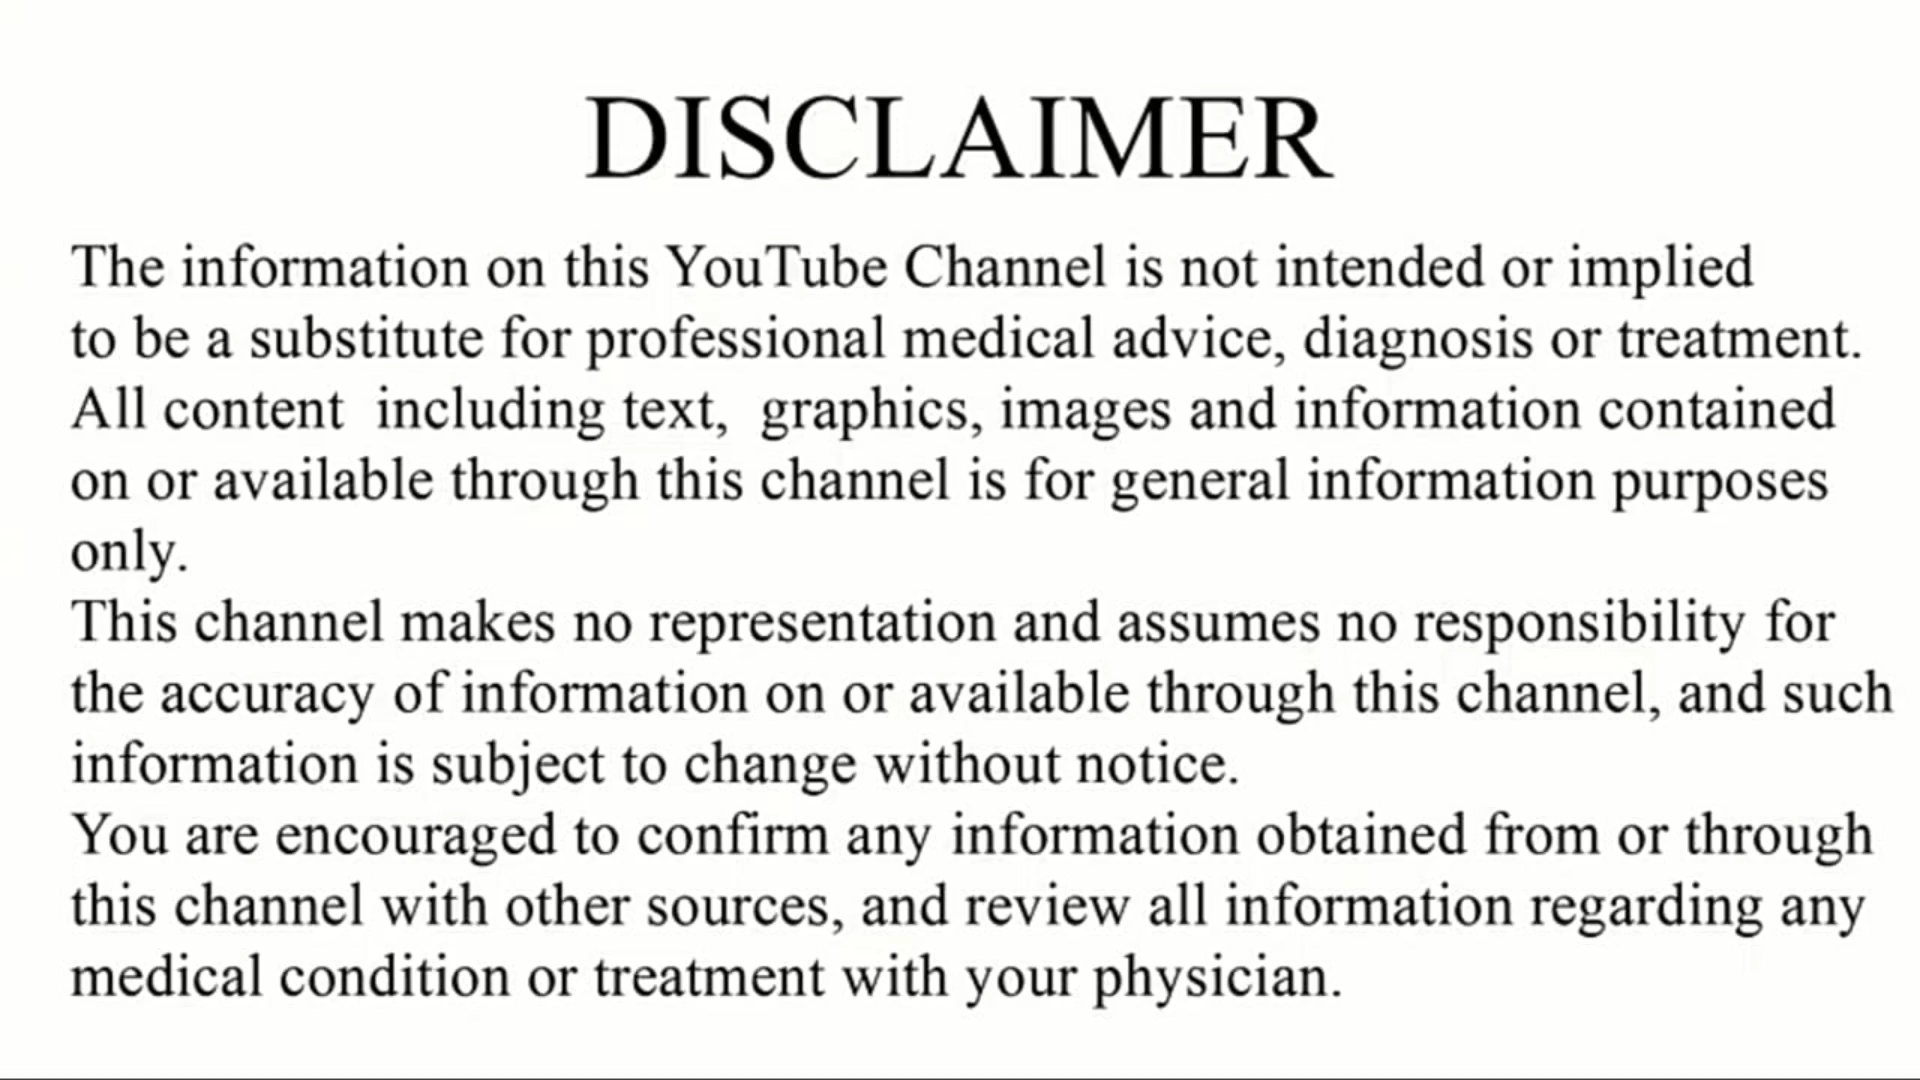 DISCLAIMER
The information on this YouTube Channel is not intended or implied
to be a substitute for professional medical advice, diagnosis or treatment.
All content  including text,  graphics, images and information contained
on or available through this channel is for general information purposes
only.
This channel makes no representation and assumes no responsibility for
the accuracy of information on or available through this channel, and such
information is subject to change without notice.
You are encouraged to confirm any information obtained from or through
this channel with other sources, and review all information regarding any
medical condition or treatment with your physician.